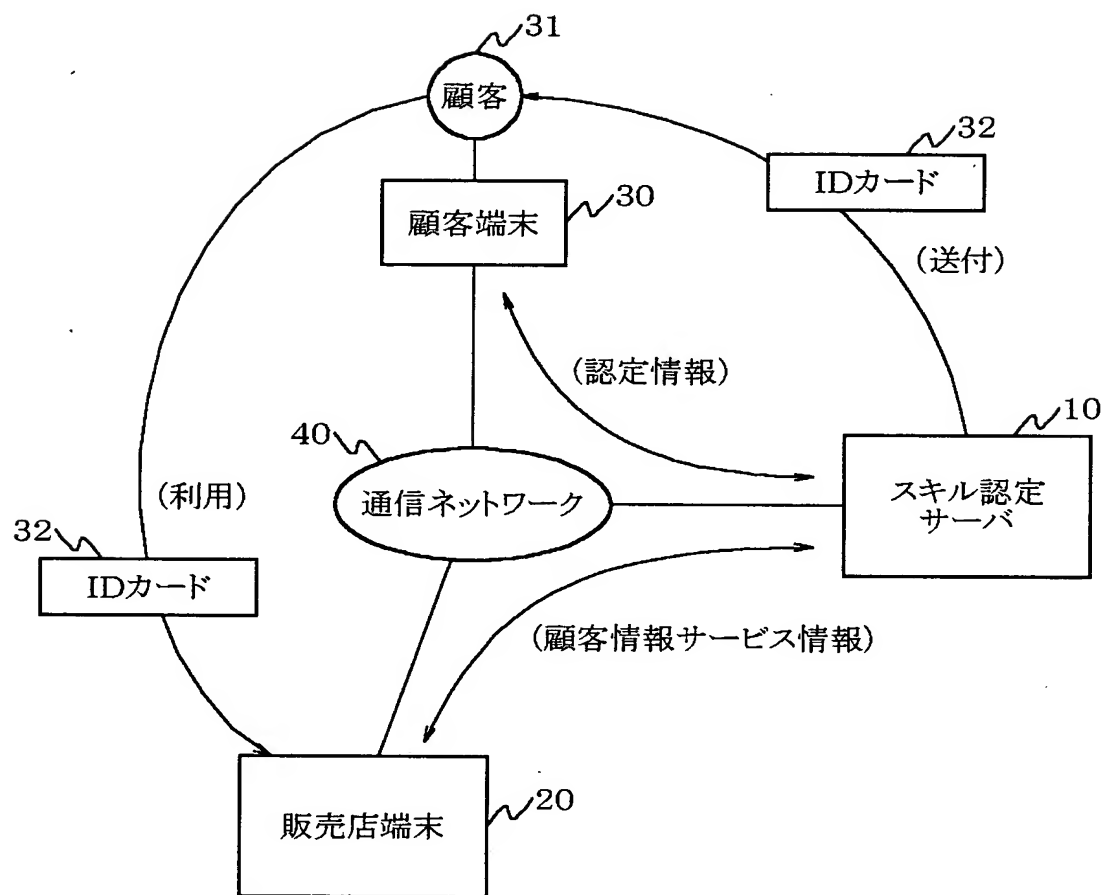 31
顧客
32
IDカード
30
顧客端末
(送付)
(認定情報)
10
40
スキル認定
サーバ
通信ネットワーク
(利用)
32
IDカード
(顧客情報サービス情報)
20
販売店端末